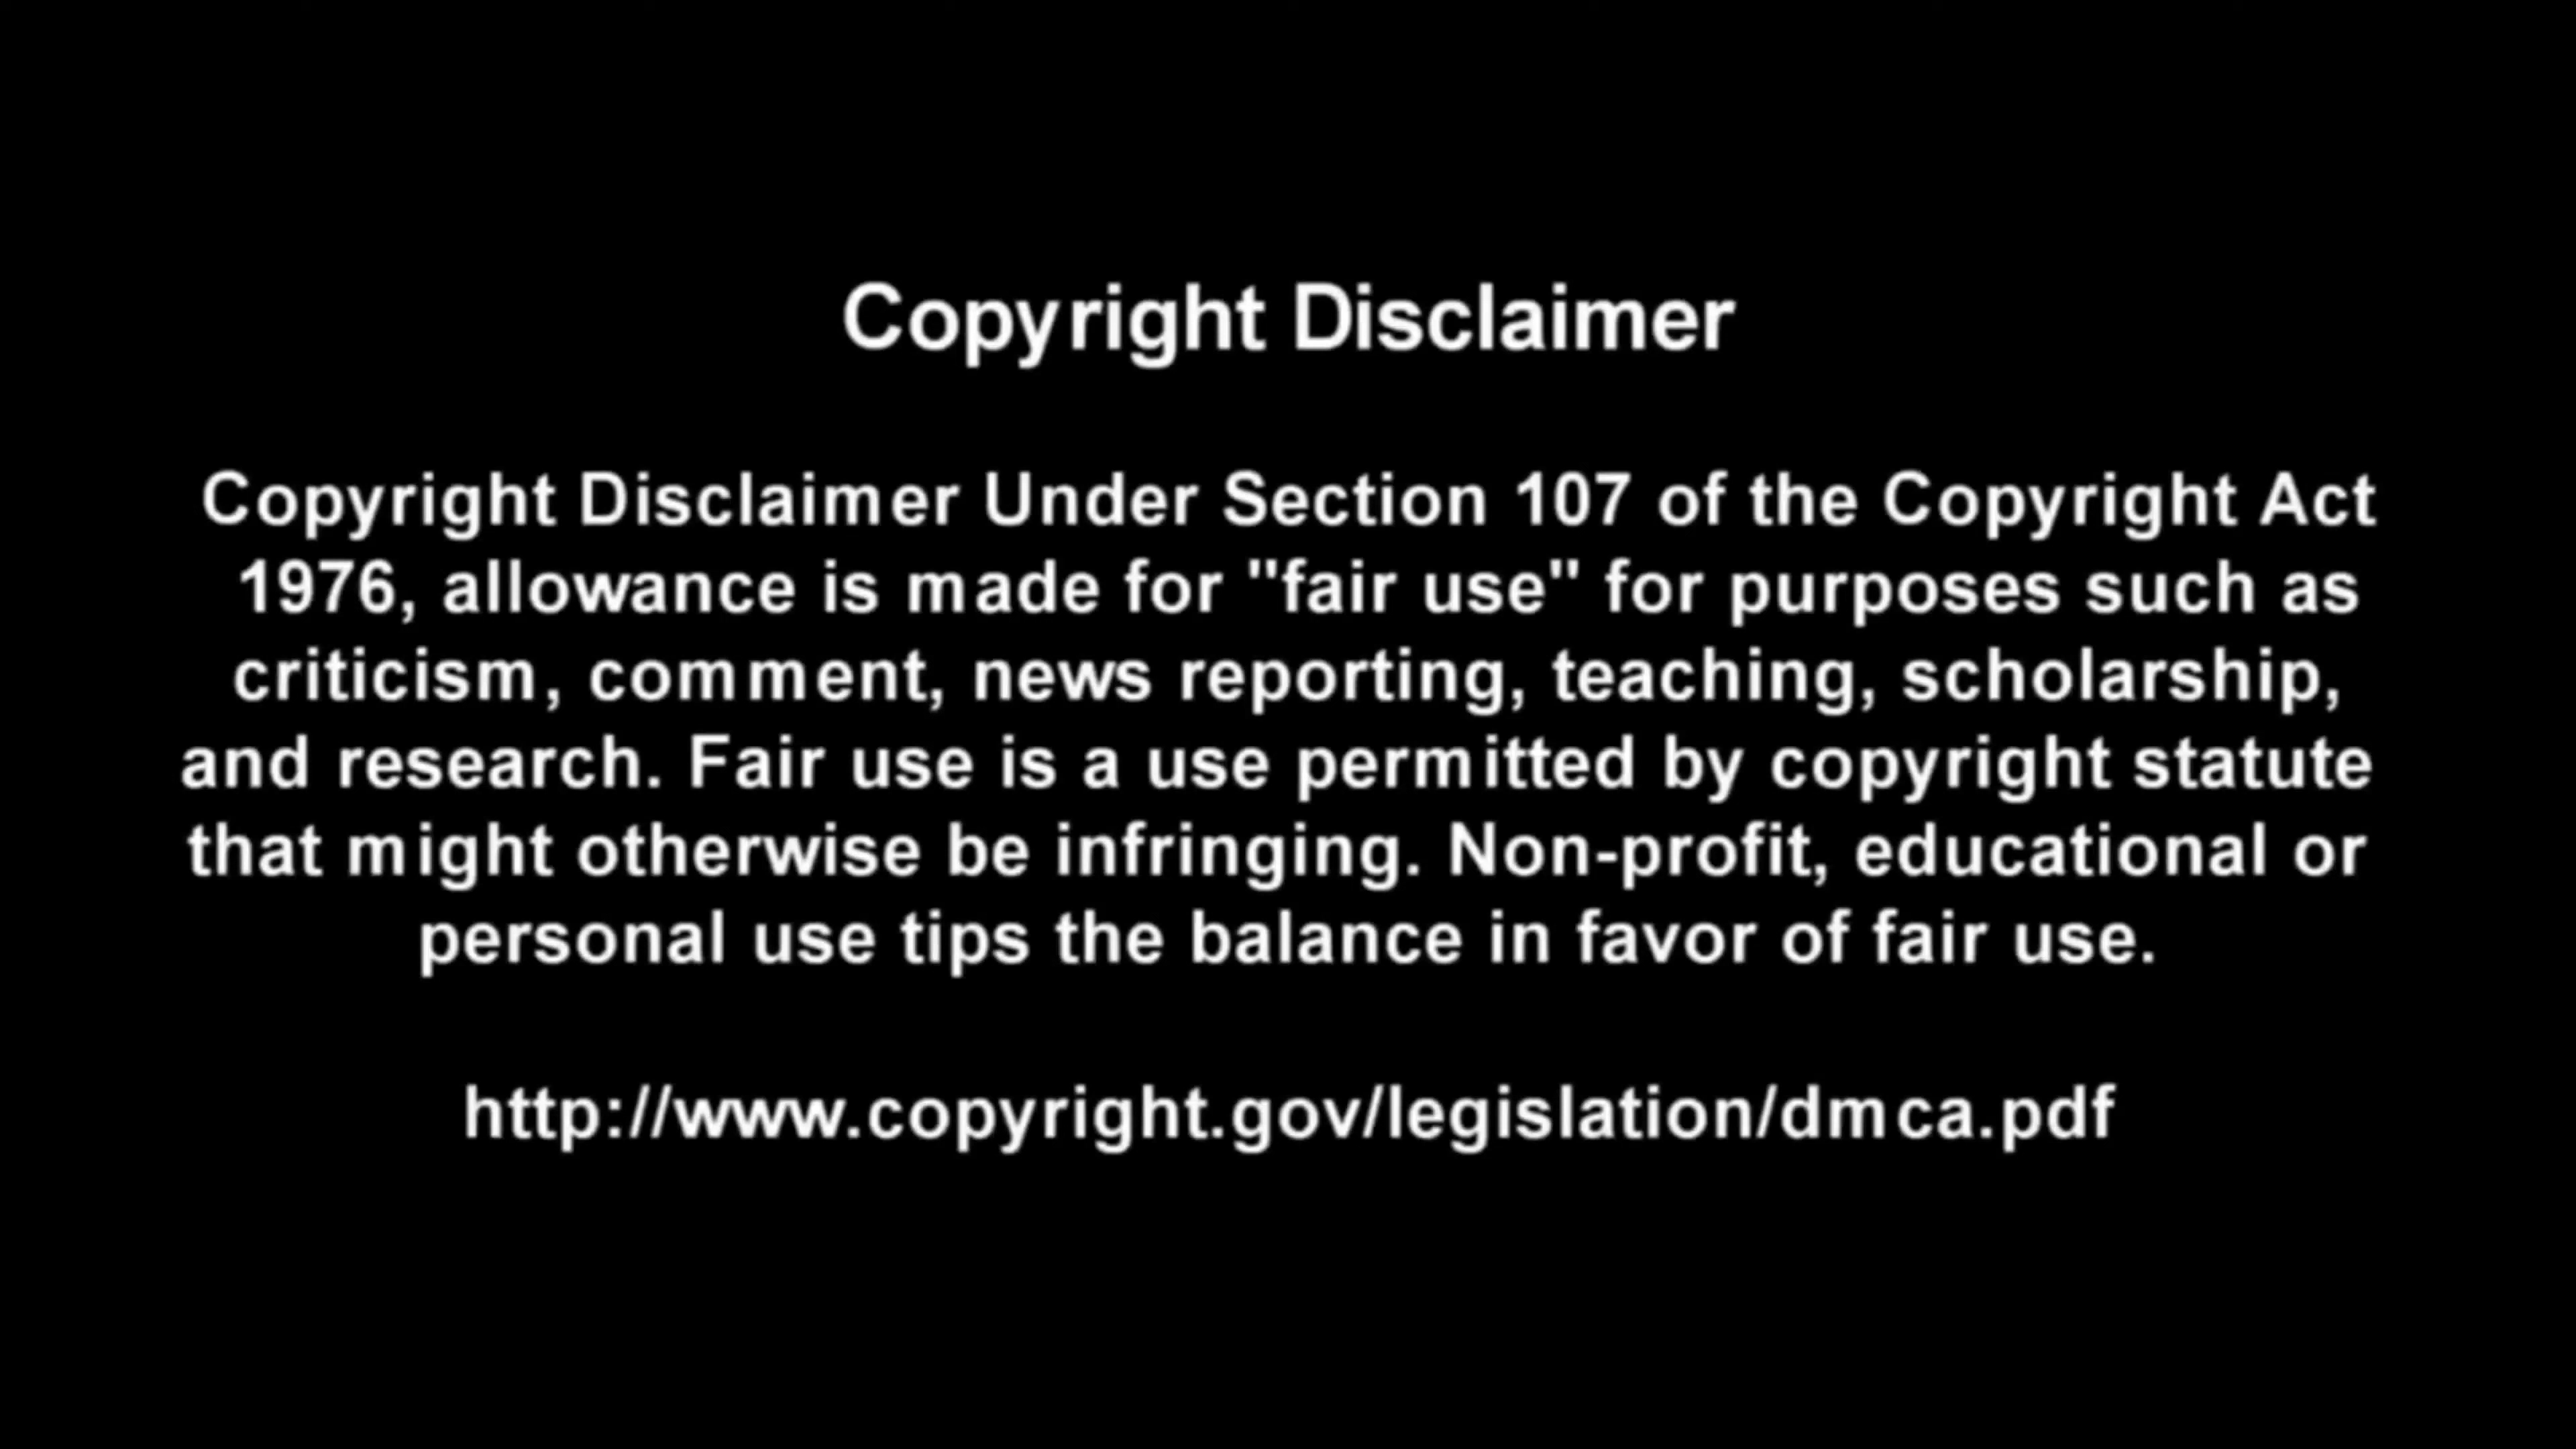 Copyright Disclaimer
Copyright Disclaimer Under Section 107 of the Copyright Act
1976, allowance is made for "fair use" for purposes such as
criticism, comment, news reporting, teaching, scholarship,
and research. Fair use is a use permitted by copyright statute
that might otherwise be infringing. Non-profit, educational or
personal use tips the balance in favor of fair use.
http://www.copyright.gov/legislation/dmca.pdf